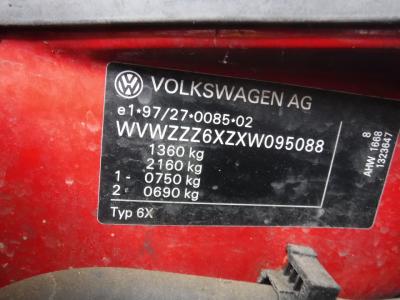 VOLKSWAGEN AG
e1*97/27*0085*02
WVWZZZ6XZXW095088
1360 kg
2160 kg
1- 0750 kg
2- 0690 kg
Typ 6X
8
AHW 1668
1323647